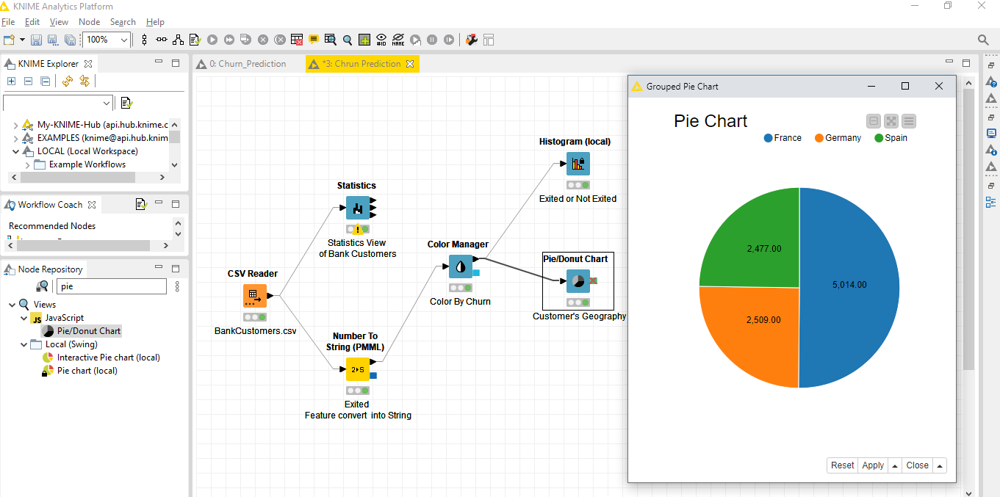 KNIME Analytics Platform
File Edit View Node Search Help
100%
#ID
NAME
KNIME Explorer
My-KNIME-Hub (api.hub.knime.c
EXAMPLES (knime@api.hub.knim
LOCAL (Local Workspace)
Example Workflows
Workflow Coach
Recommended Nodes
Node Repository
pie
Views
JS JavaScript
Pie/Donut Chart
Local (Swing)
Interactive Pie chart (local)
Pie chart (local)
0: Churn_Prediction
*3: Chrun Prediction
CSV Reader
BankCustomers.csv
Statistics
Statistics View
of Bank Customers
Number To
String (PMML)
2 S
Exited
Feature convert into String
Color Manager
Color By Churn
Histogram (local)
Exited or Not Exited
Pie/Donut Chart
Customer's Geography
Grouped Pie Chart
Pie Chart
France Germany Spain
2,477.00
5,014.00
2,509.00
Reset Apply Close